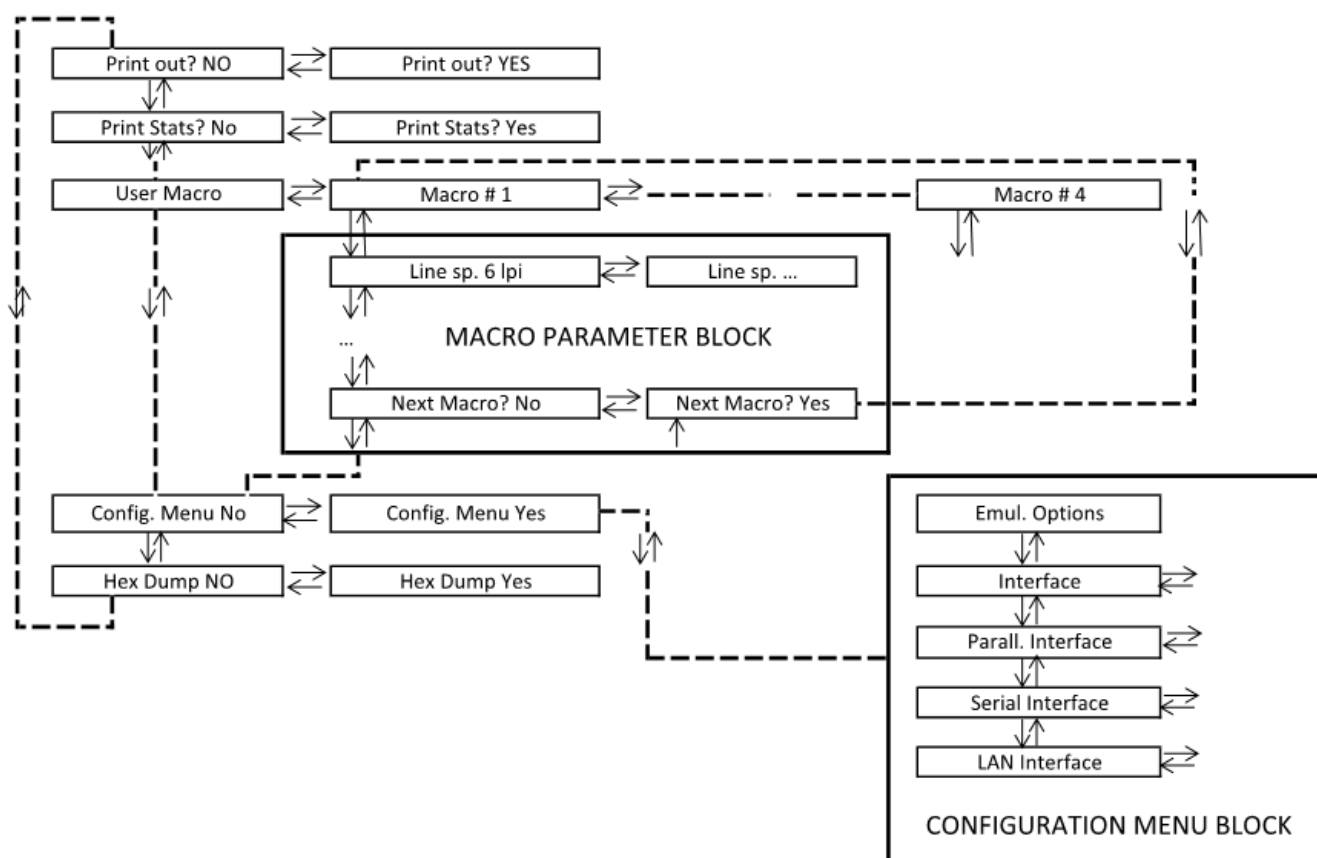 Print out? NO
Print out? YES
Print Stats? No
Print Stats? Yes
User Macro
Macro # 1
Macro # 4
Line sp. 6 lpi
Line sp. ...
...
MACRO PARAMETER BLOCK
Next Macro? No
Next Macro? Yes
Config. Menu No
Config. Menu Yes
Hex Dump NO
Hex Dump Yes
Emul. Options
Interface
Parall. Interface
Serial Interface
LAN Interface
CONFIGURATION MENU BLOCK